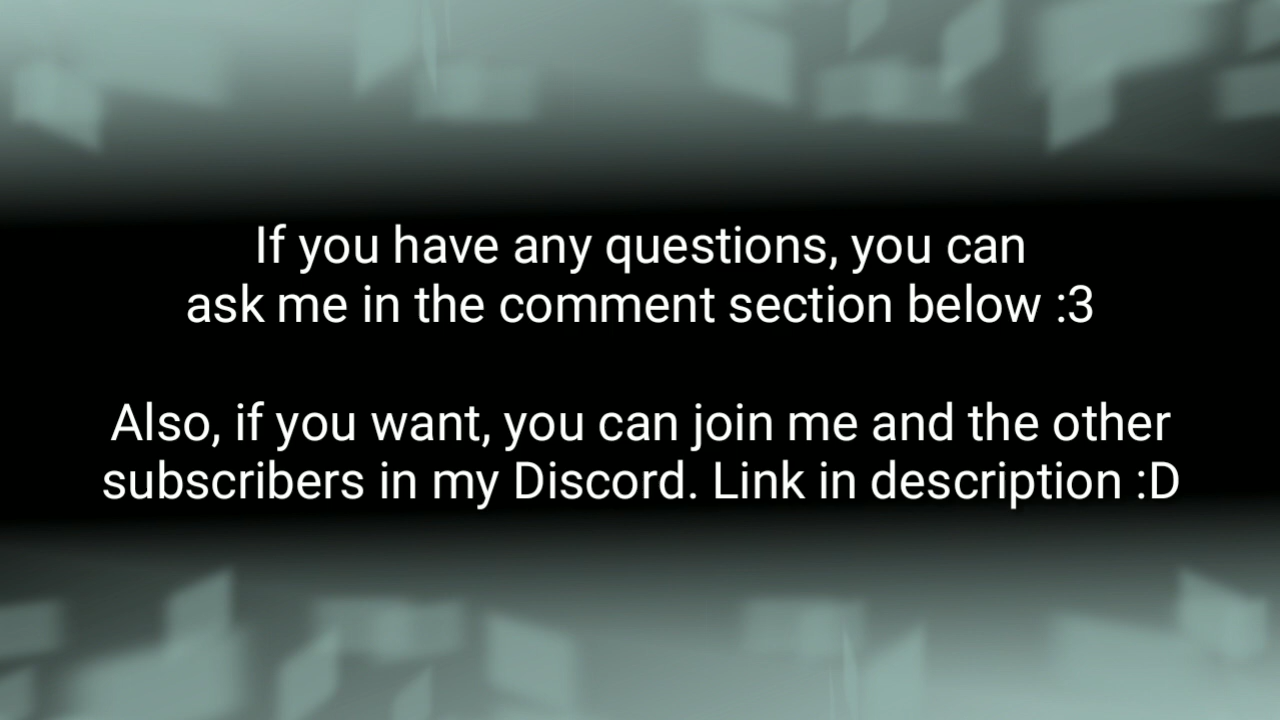 If you have any questions, you can
ask me in the comment section below :3
Also, if you want, you can join me and the other
subscribers in my Discord. Link in description :D